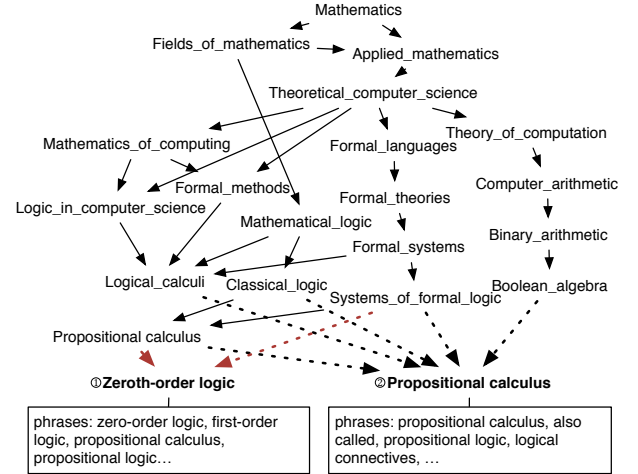 Mathematics
Fields_of_mathematics
Applied_mathematics
Theoretical_computer_science
Mathematics_of_computing
Formal_languages
Theory_of_computation
Formal_methods
Computer_arithmetic
Logic_in_computer_science
Formal_theories
Mathematical_logic
Binary_arithmetic
Formal_systems
Logical_calculi
Classical_logic
Systems_of_formal_logic
Boolean_algebra
Propositional calculus
①Zeroth-order logic
②Propositional calculus
phrases: zero-order logic, first-order
logic, propositional calculus,
propositional logic…
phrases: propositional calculus, also
called, propositional logic, logical
connectives, …